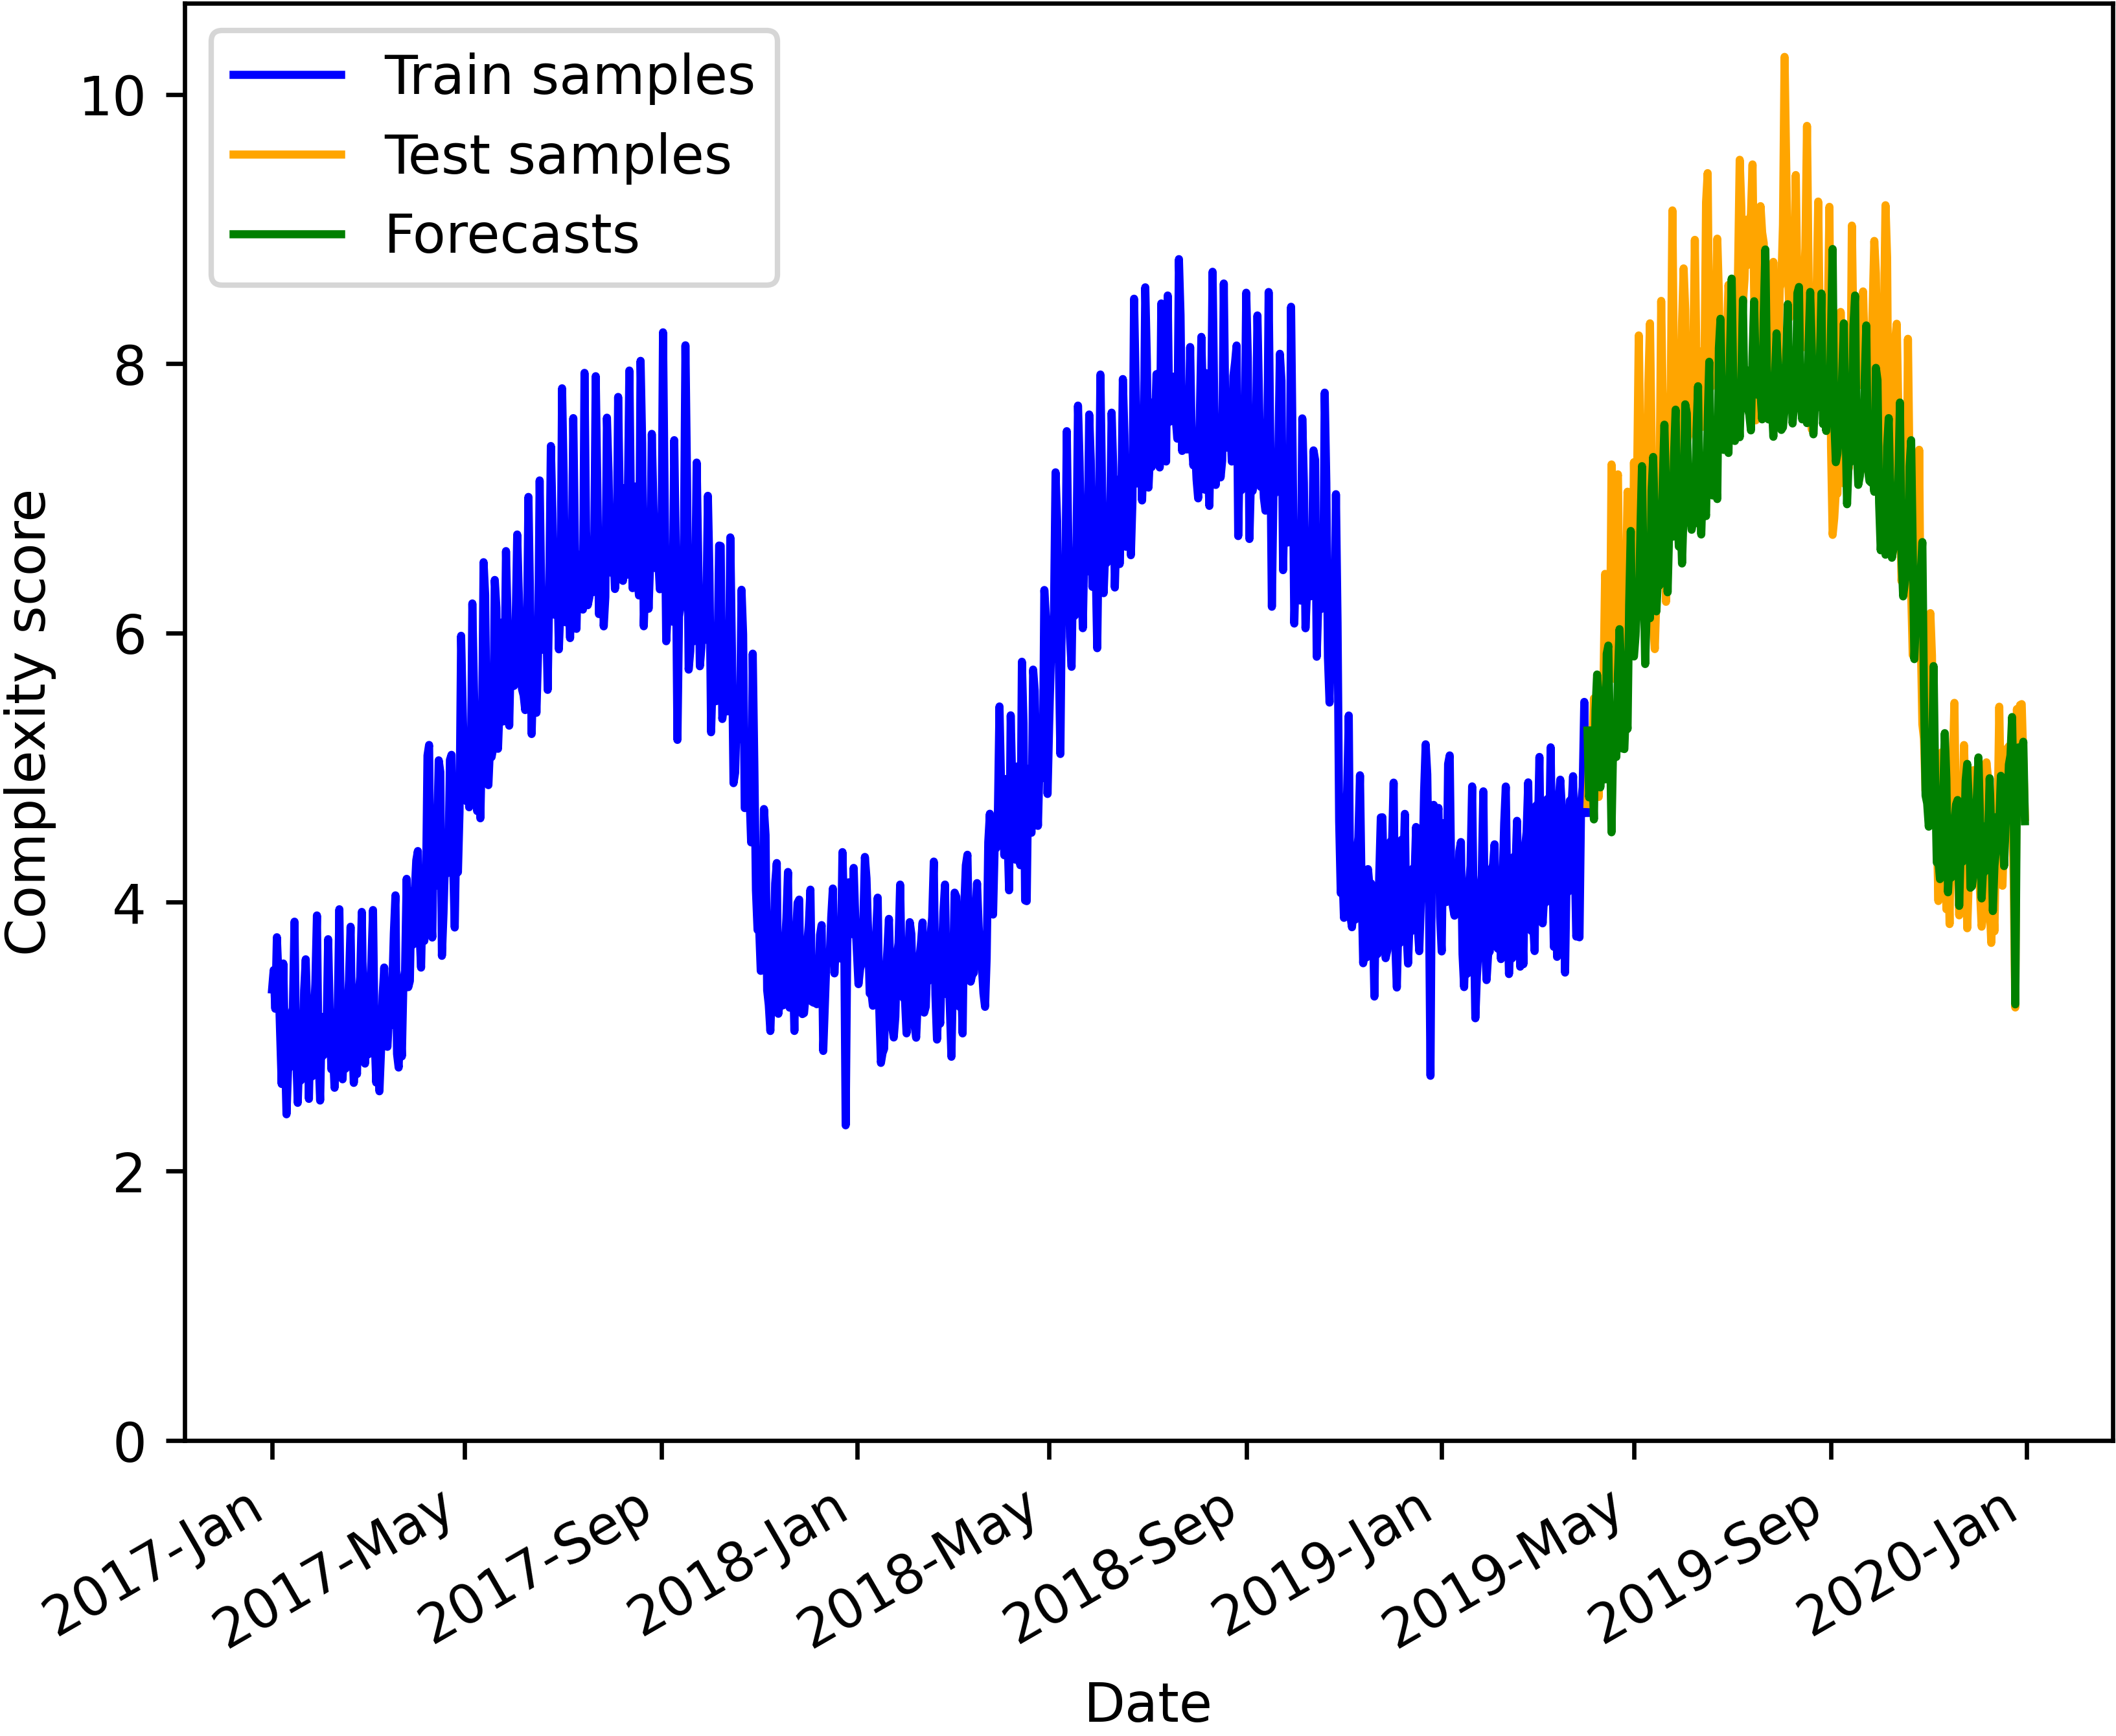 Train samples
Test samples
Forecasts
10
8
6
4
2
0
Complexity score
2017-Jan
2017-May
2017-Sep
2018-Jan
2018-May
2018-Sep
2019-Jan
2019-May
2019-Sep
2020-Jan
Date